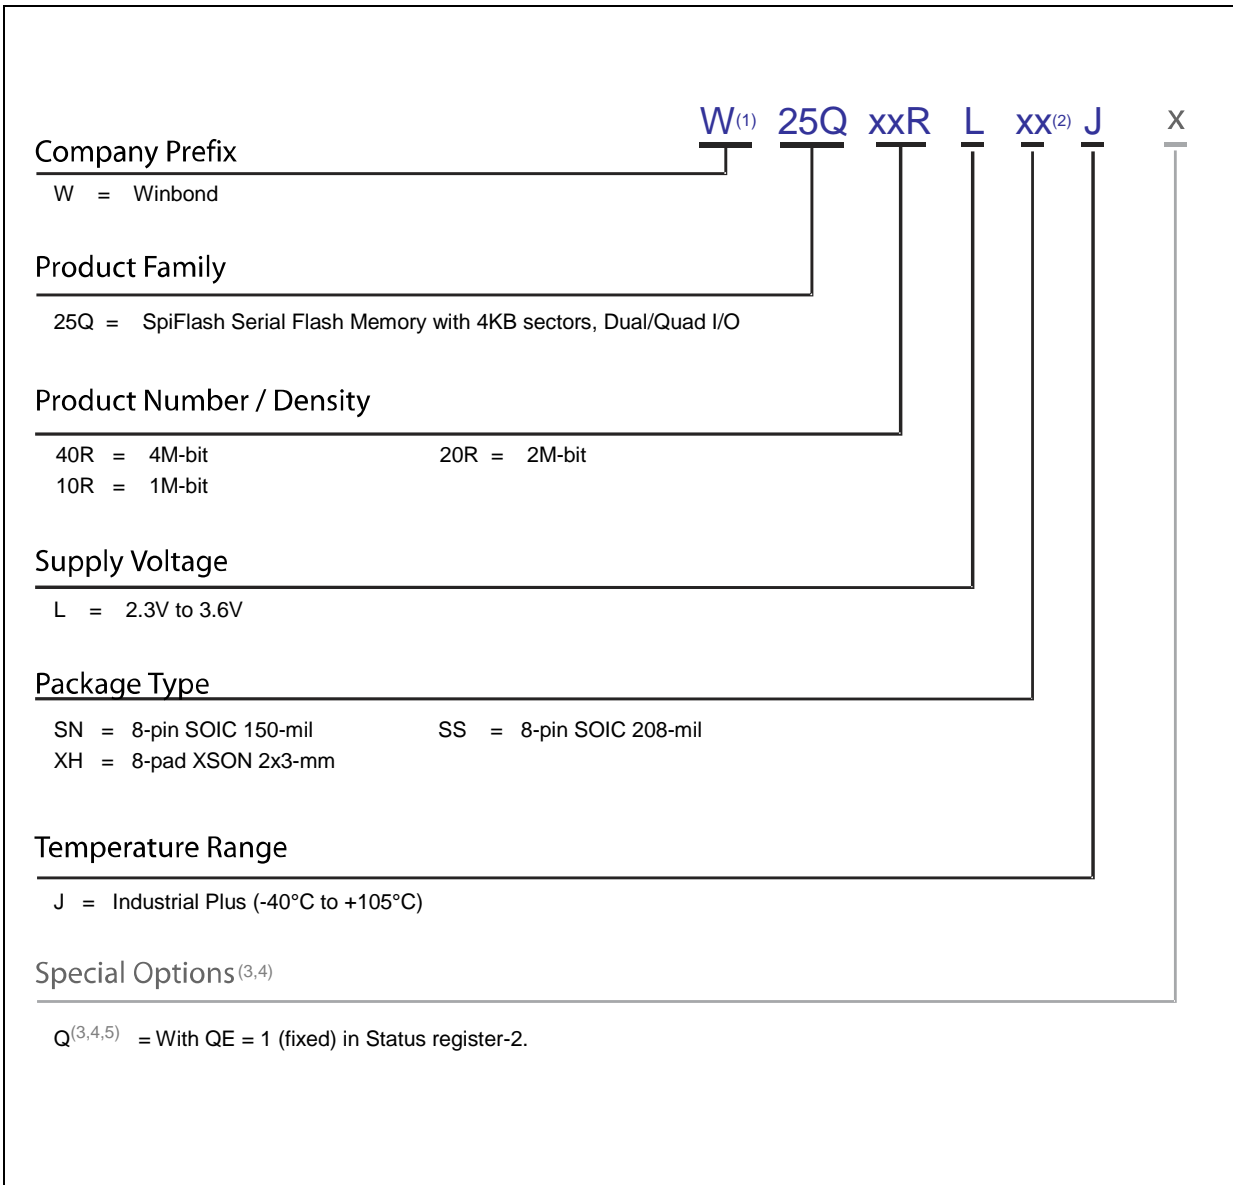 W(1) 25Q xxR L xx(2) J x
Company Prefix
W = Winbond
Product Family
25Q = SpiFlash Serial Flash Memory with 4KB sectors, Dual/Quad I/O
Product Number / Density
40R = 4M-bit 20R = 2M-bit
10R = 1M-bit
Supply Voltage
L = 2.3V to 3.6V
Package Type
SN = 8-pin SOIC 150-mil SS = 8-pin SOIC 208-mil
XH = 8-pad XSON 2x3-mm
Temperature Range
J = Industrial Plus (-40°C to +105°C)
Special Options(3,4)
Q(3,4,5) = With QE = 1 (fixed) in Status register-2.